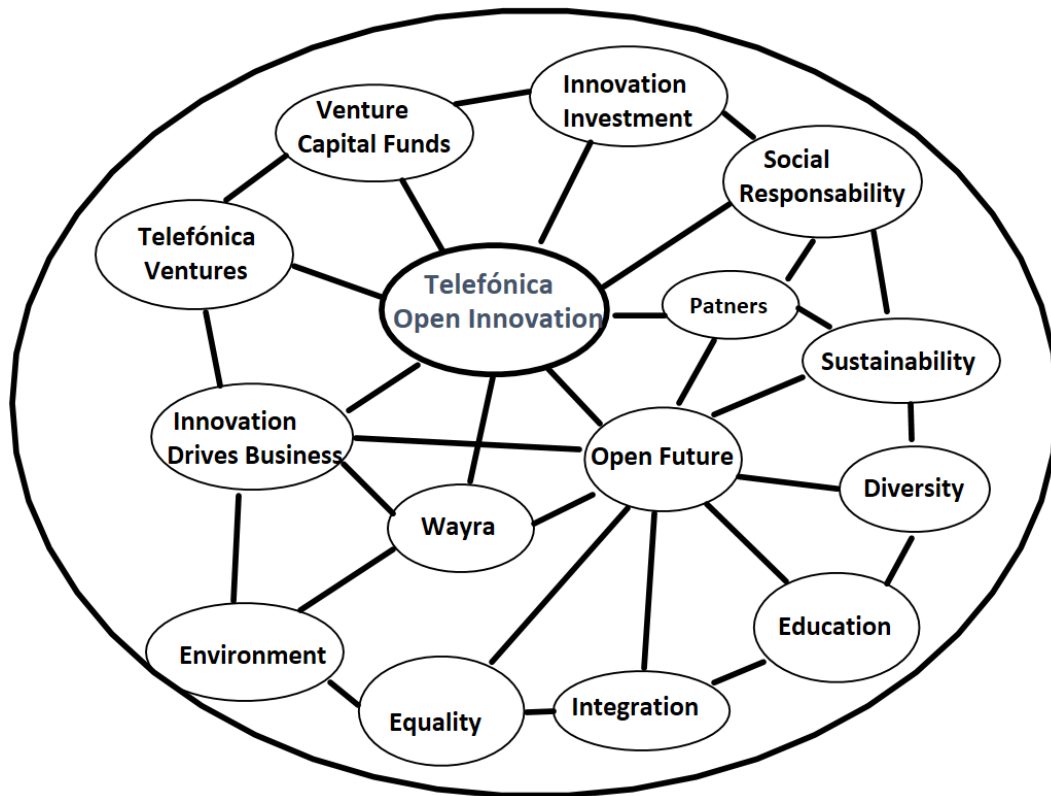 Innovation
Investment
Venture
Capital Funds
Social
Responsability
Telefónica
Ventures
Telefónica
Open Innovation
Patners
Sustainability
Innovation
Drives Business
Open Future
Diversity
Wayra
Education
Environment
Integration
Equality